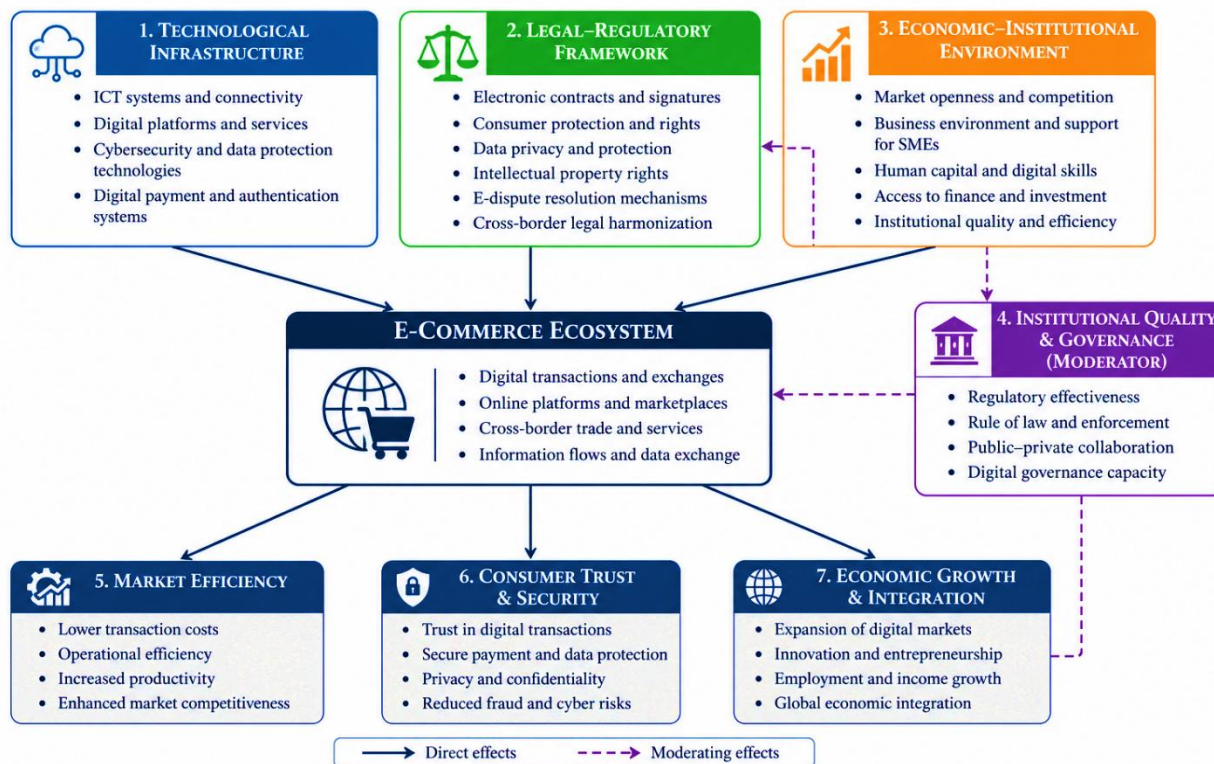 1. TECHNOLOGICAL
INFRASTRUCTURE
• ICT systems and connectivity
• Digital platforms and services
• Cybersecurity and data protection
technologies
• Digital payment and authentication
systems
2. LEGAL–REGULATORY
FRAMEWORK
• Electronic contracts and signatures
• Consumer protection and rights
• Data privacy and protection
• Intellectual property rights
• E-dispute resolution mechanisms
• Cross-border legal harmonization
3. ECONOMIC–INSTITUTIONAL
ENVIRONMENT
• Market openness and competition
• Business environment and support
for SMEs
• Human capital and digital skills
• Access to finance and investment
• Institutional quality and efficiency
E-COMMERCE ECOSYSTEM
• Digital transactions and exchanges
• Online platforms and marketplaces
• Cross-border trade and services
• Information flows and data exchange
4. INSTITUTIONAL QUALITY
& GOVERNANCE
(MODERATOR)
• Regulatory effectiveness
• Rule of law and enforcement
• Public–private collaboration
• Digital governance capacity
5. MARKET EFFICIENCY
• Lower transaction costs
• Operational efficiency
• Increased productivity
• Enhanced market competitiveness
6. CONSUMER TRUST
& SECURITY
• Trust in digital transactions
• Secure payment and data protection
• Privacy and confidentiality
• Reduced fraud and cyber risks
7. ECONOMIC GROWTH
& INTEGRATION
• Expansion of digital markets
• Innovation and entrepreneurship
• Employment and income growth
• Global economic integration
Direct effects
Moderating effects